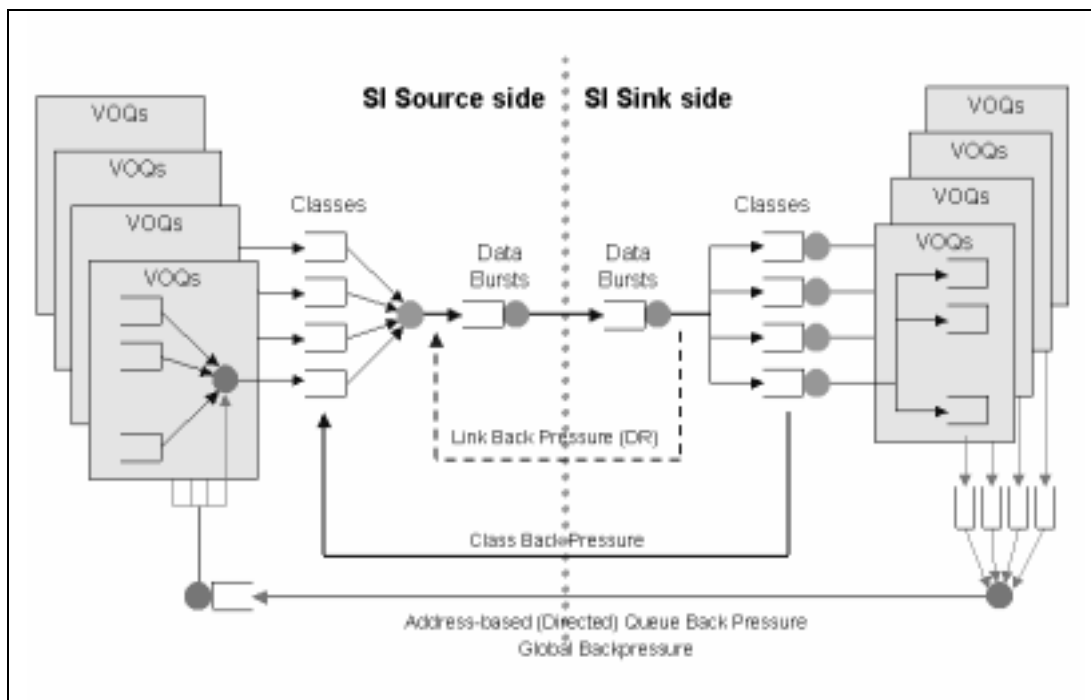 SI Source side
SI Sink side
VOQs
VOQs
VOQs
VOQs
Classes
Data
Bursts
Data
Bursts
Classes
VOQs
VOQs
VOQs
VOQs
Link Back Pressure (DR)
Class Back Pressure
Address-based (Directed) Queue Back Pressure
Global Backpressure